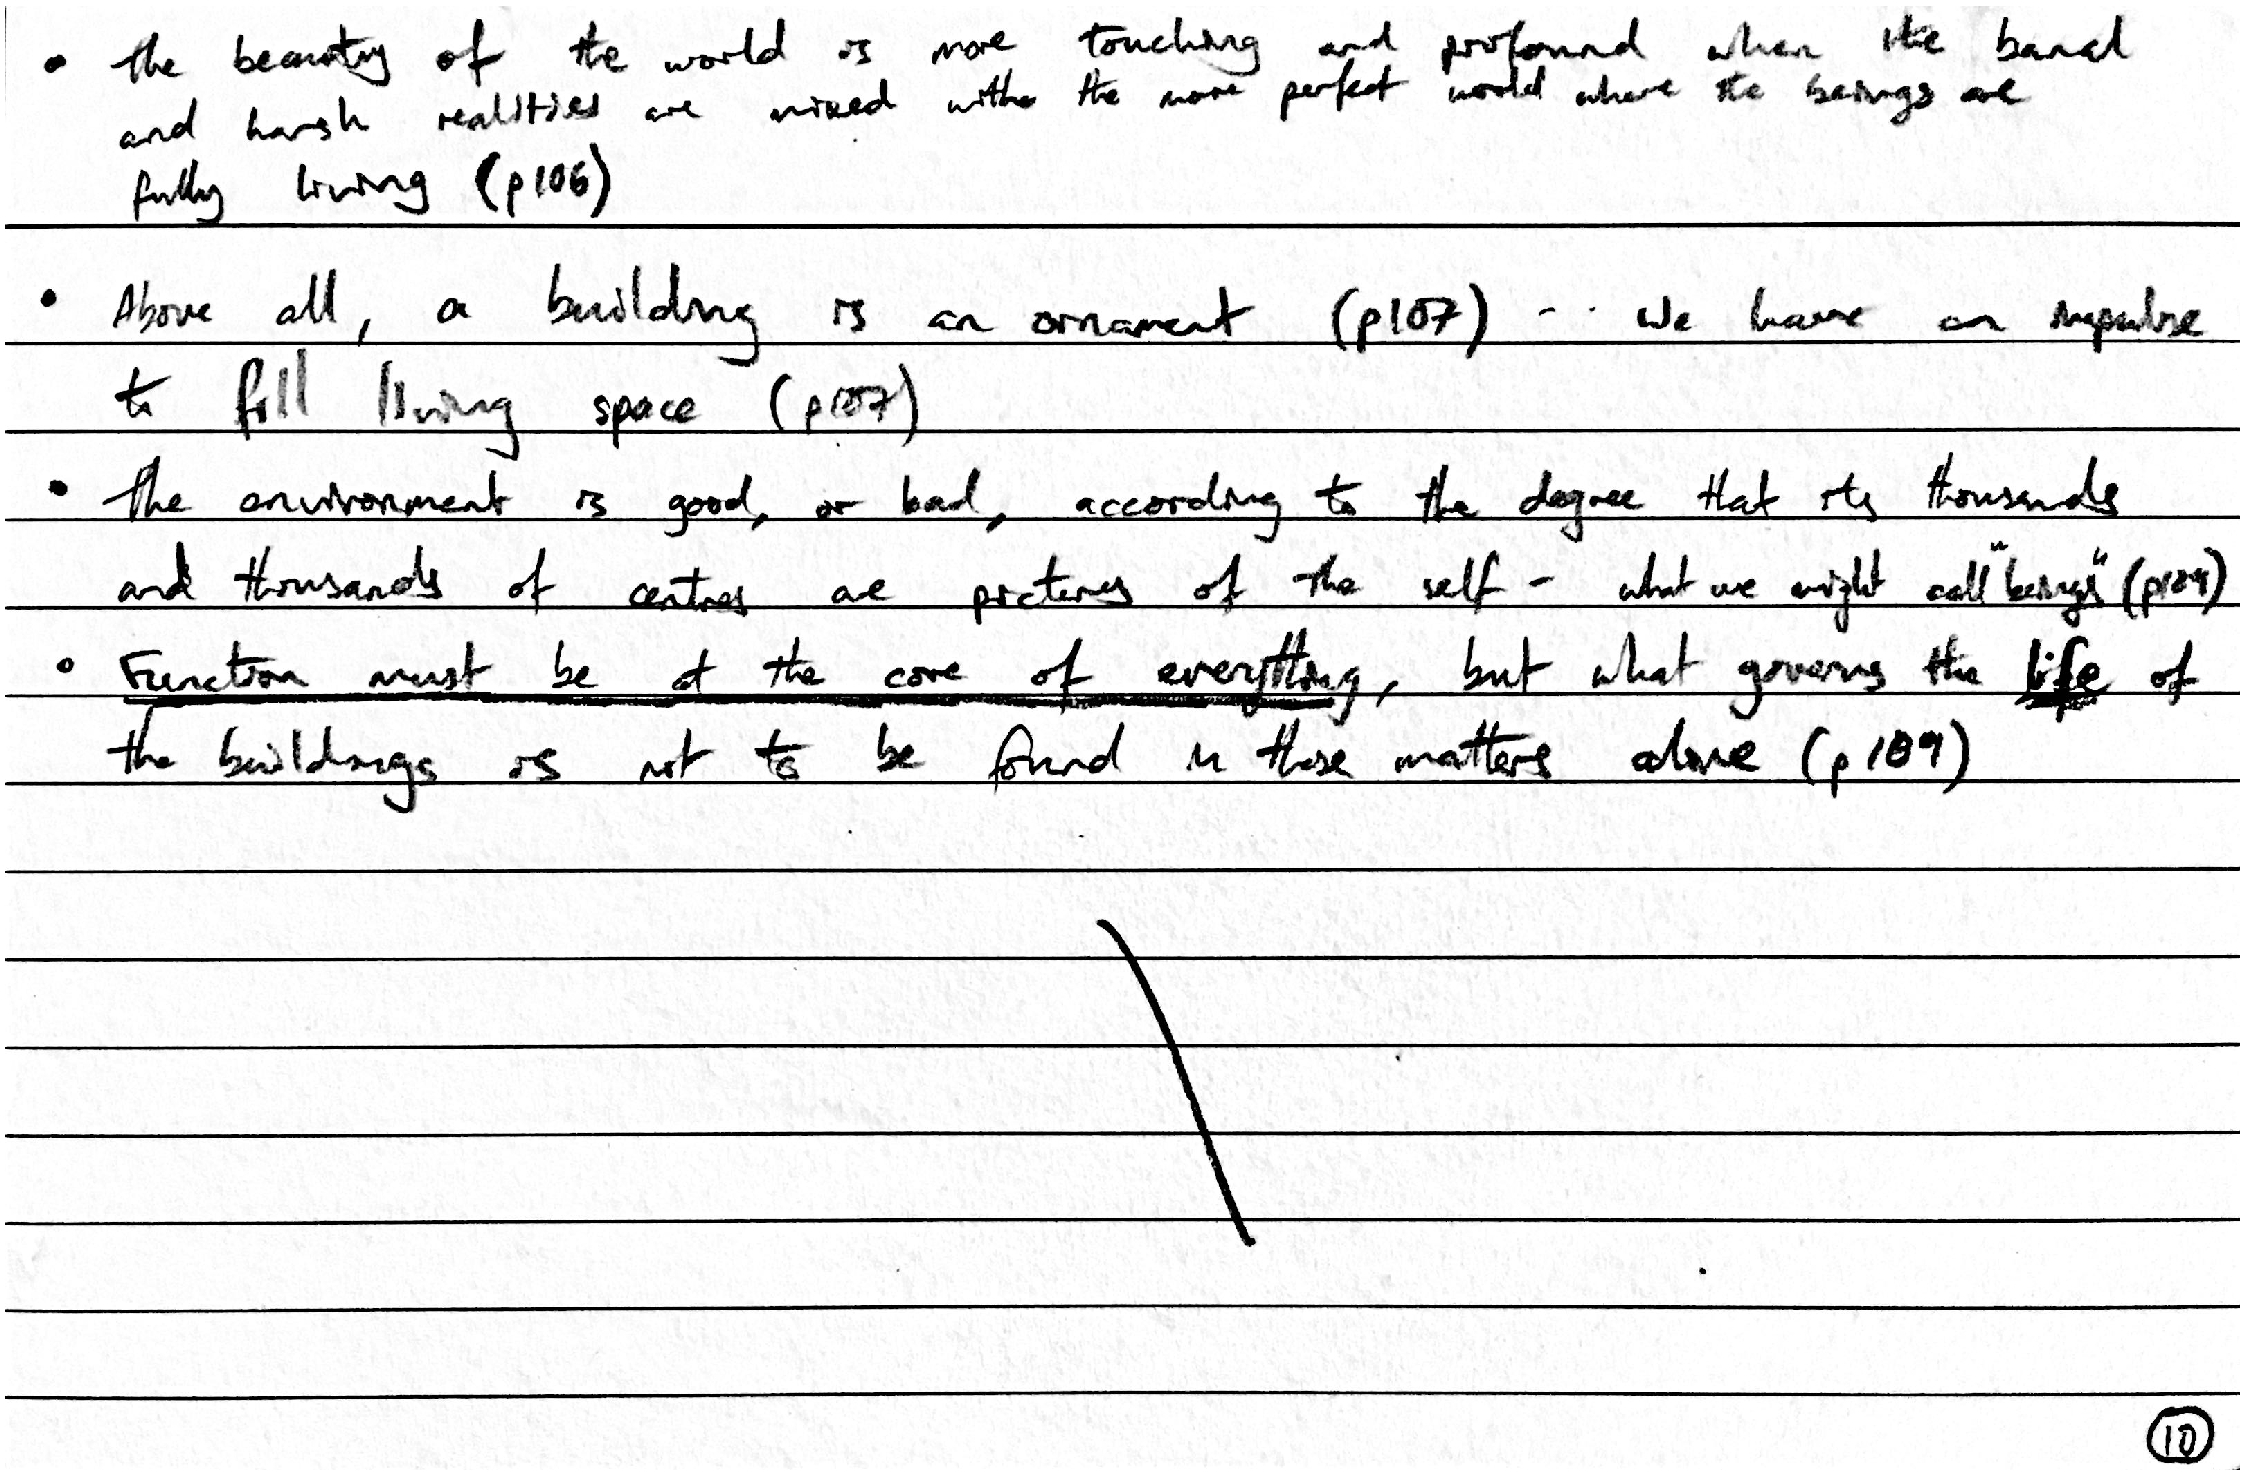 • The beauty of the world is more touching and profound when the banal
and harsh realities are mixed with the more perfect world where the beings are
fully living (p106)
• Above all, a building is an ornament (p107) ... We have an impulse
to fill living space (p107)
• The environment is good, or bad, according to the degree that its thousands
and thousands of centres are pictures of the self - what we might call "beings" (p109)
• Function must be at the core of everything, but what governs the life of
the buildings is not to be found in those matters alone (p109)
10